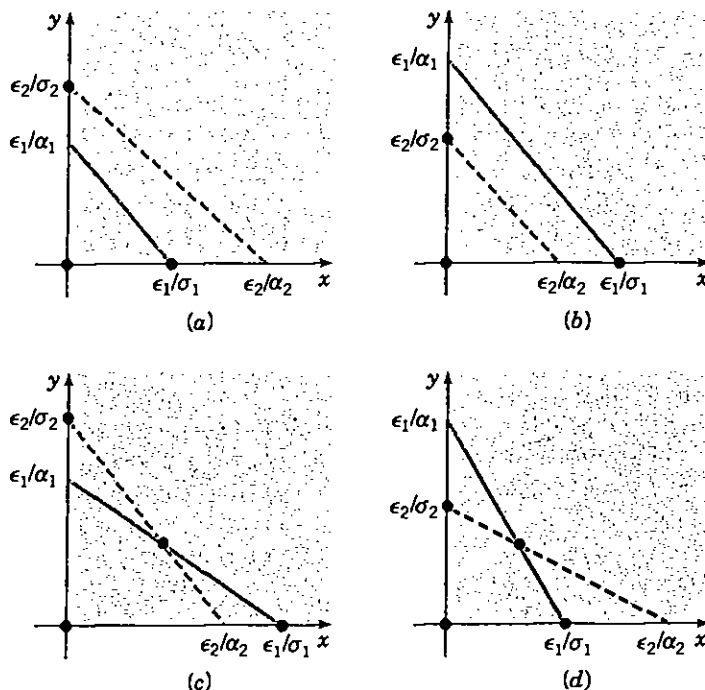 y
ϵ₂/σ₂
ϵ₁/α₁
ϵ₁/σ₁ ϵ₂/α₂ x
(a)
y
ϵ₁/α₁
ϵ₂/σ₂
ϵ₂/α₂ ϵ₁/σ₁ x
(b)
y
ϵ₂/σ₂
ϵ₁/α₁
ϵ₂/α₂ ϵ₁/σ₁ x
(c)
y
ϵ₁/α₁
ϵ₂/σ₂
ϵ₁/σ₁ ϵ₂/α₂ x
(d)